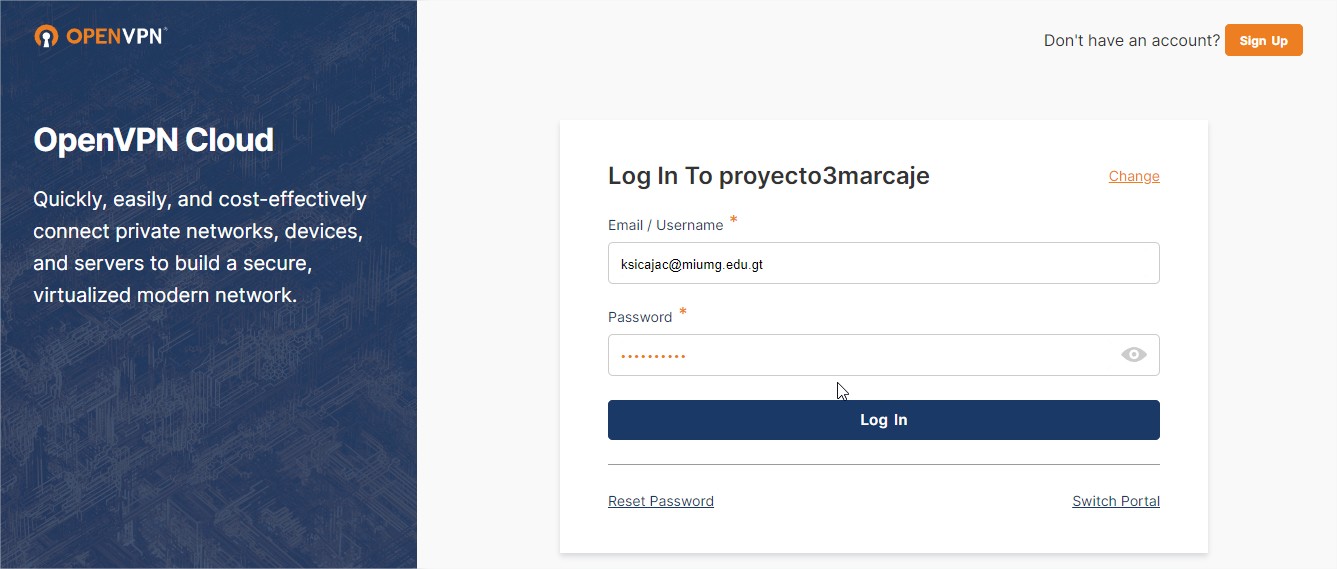 OPENVPN®
Don't have an account? Sign Up
OpenVPN Cloud
Quickly, easily, and cost-effectively
connect private networks, devices,
and servers to build a secure,
virtualized modern network.
Log In To proyecto3marcaje
Change
Email / Username *
ksicajac@miumg.edu.gt
Password *
••••••••••
Log In
Reset Password
Switch Portal